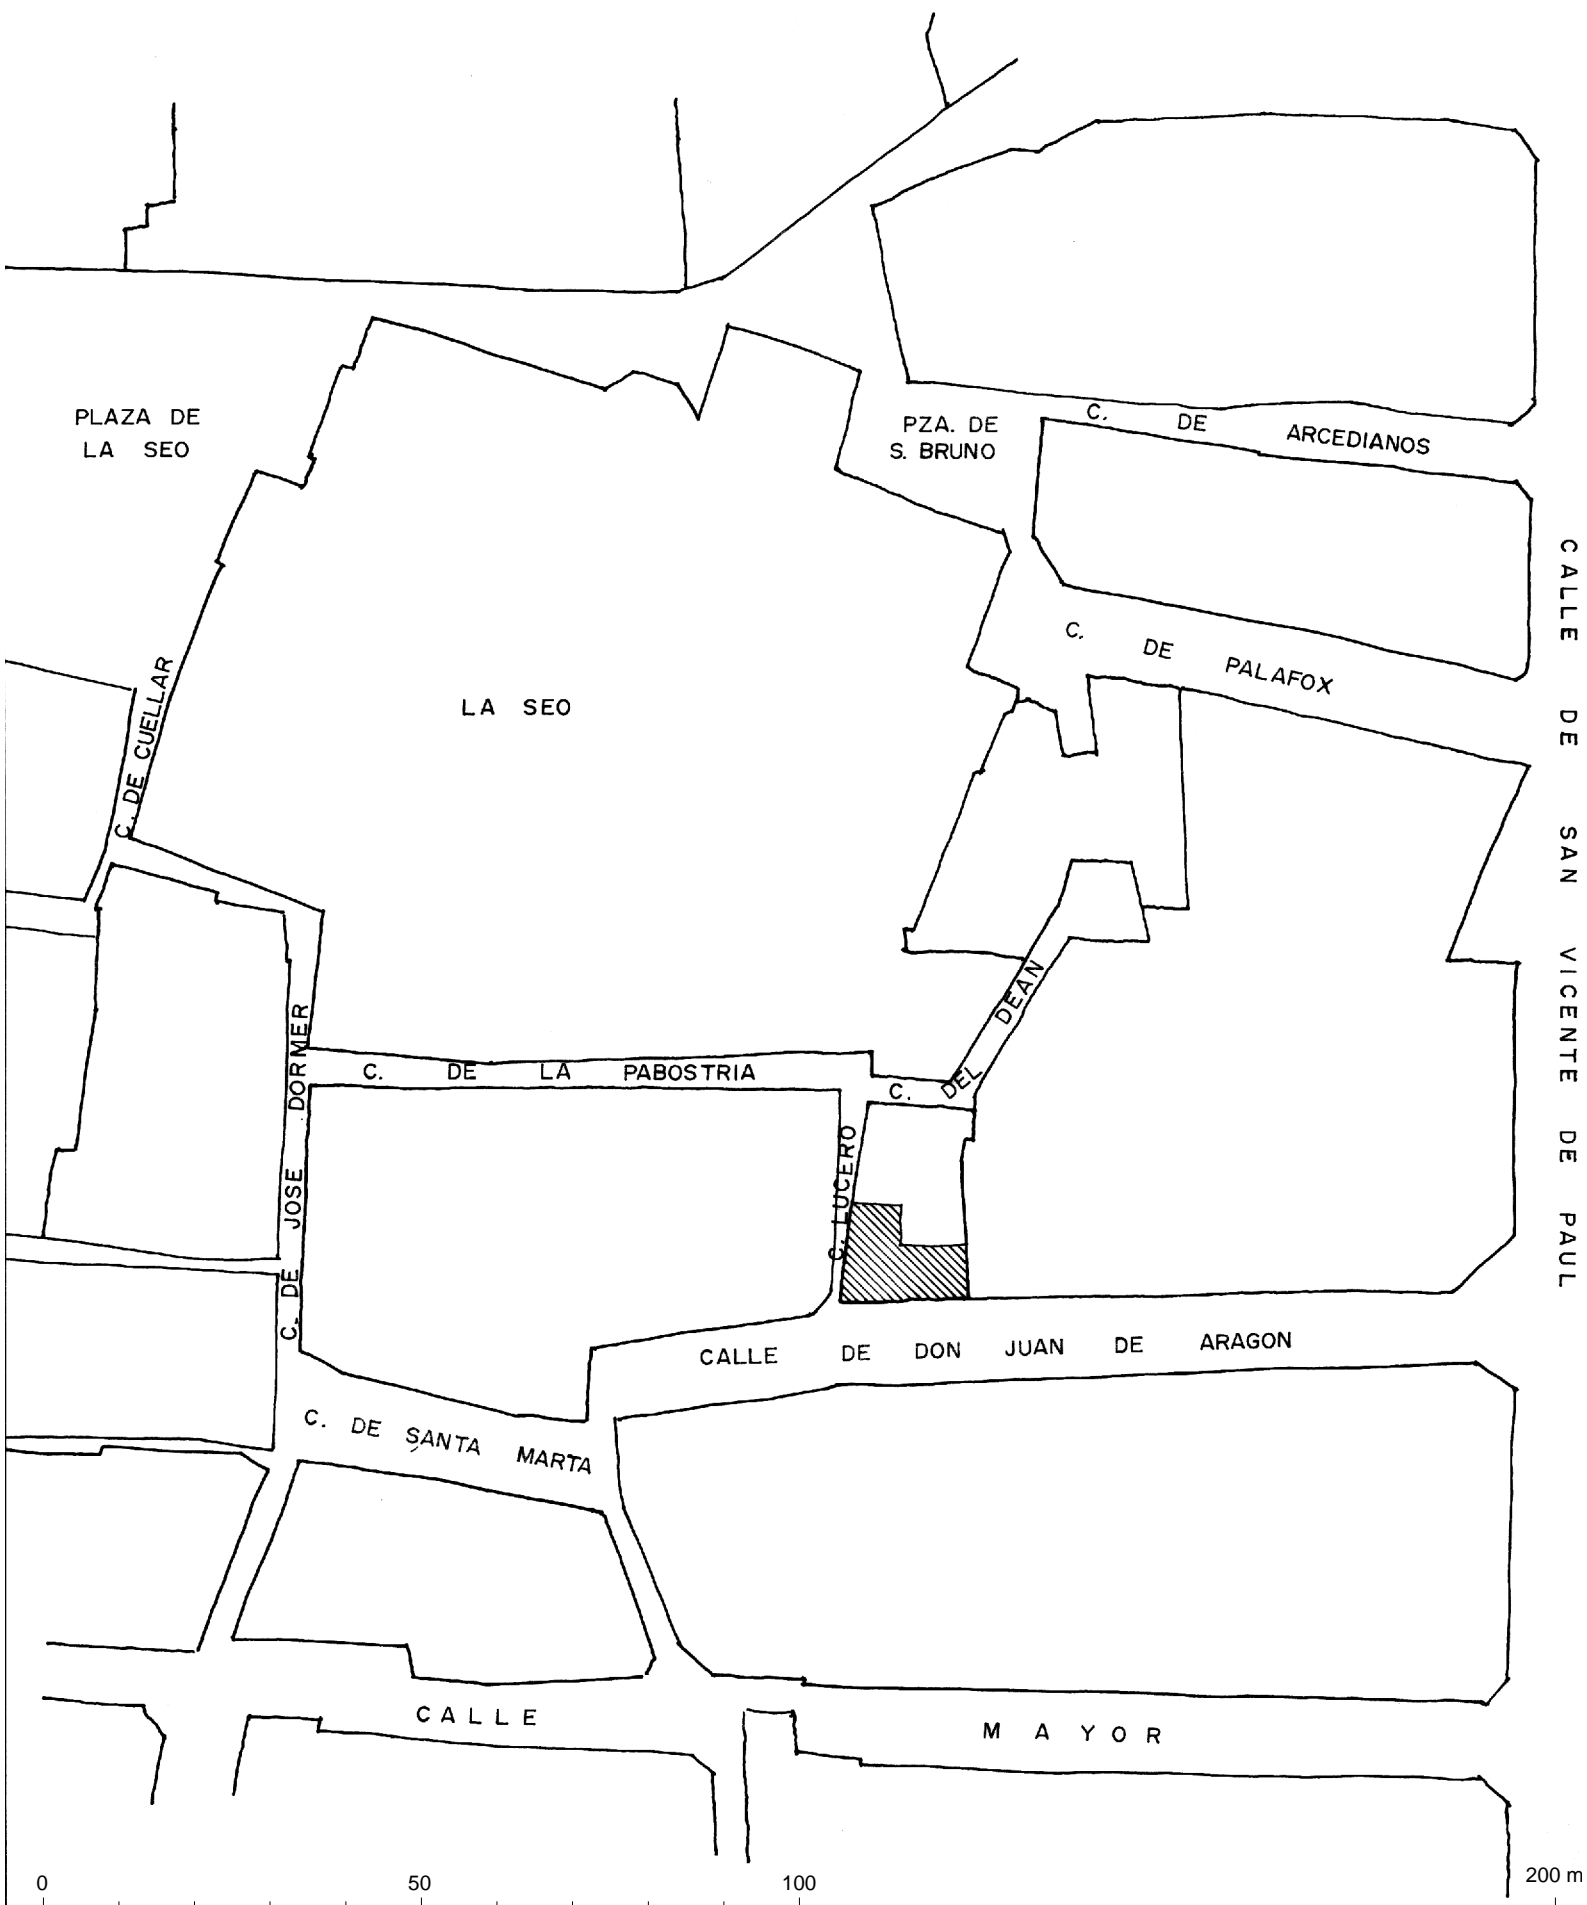 PLAZA DE
LA SEO
PZA. DE
S. BRUNO
C. DE ARCEDIANOS
CALLE DE SAN VICENTE DE PAUL
C. DE PALAFOX
C. DE CUELLAR
LA SEO
C. DEL DEAN
C. DE JOSE DORMER
C. DE LA PABOSTRIA
C. LUCERO
CALLE DE DON JUAN DE ARAGON
C. DE SANTA MARTA
CALLE MAYOR
0 50 100 200 m